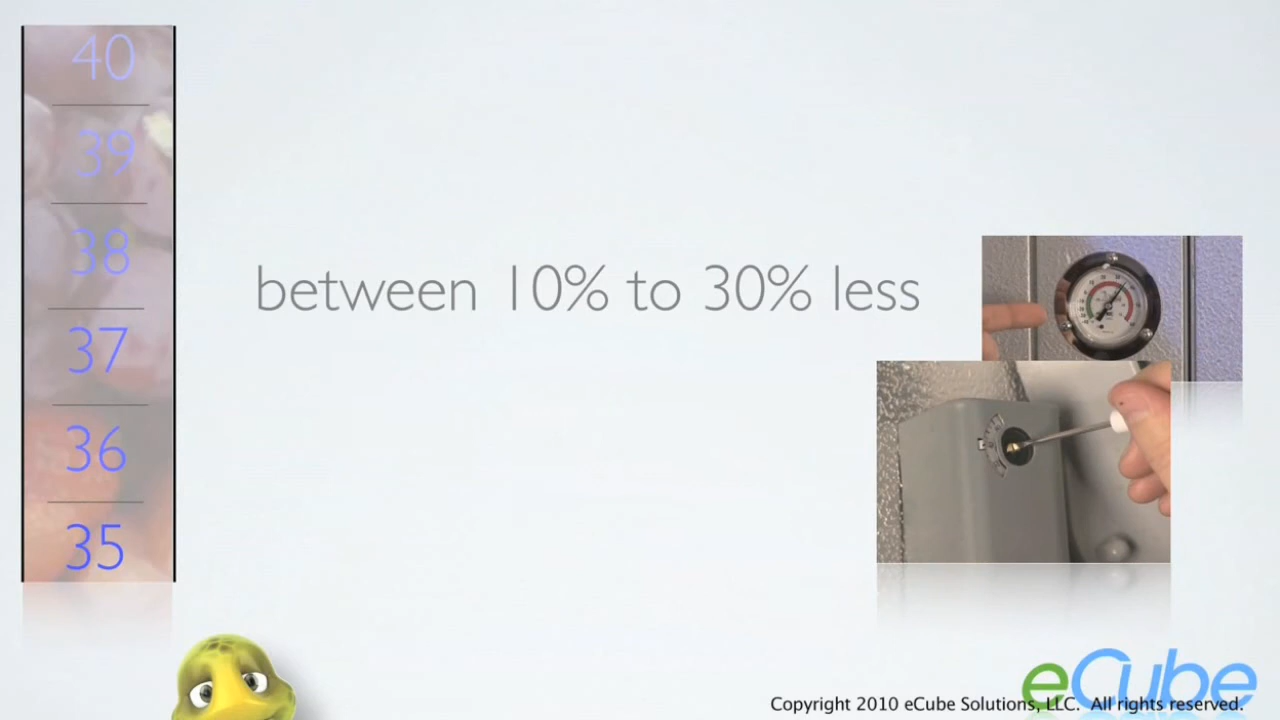 40
39
38
37
36
35
between 10% to 30% less
eCube
Copyright 2010 eCube Solutions, LLC. All rights reserved.